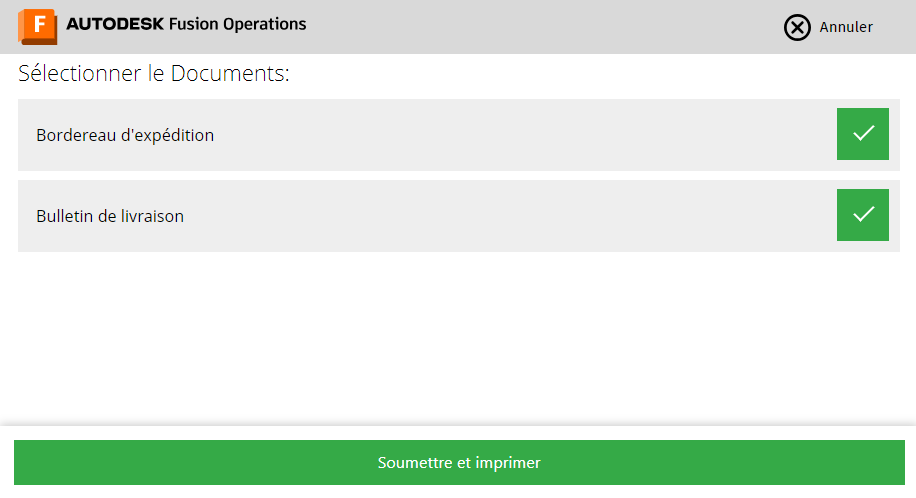 F AUTODESK Fusion Operations
Annuler
Sélectionner le Documents:
Bordereau d'expédition
Bulletin de livraison
Soumettre et imprimer